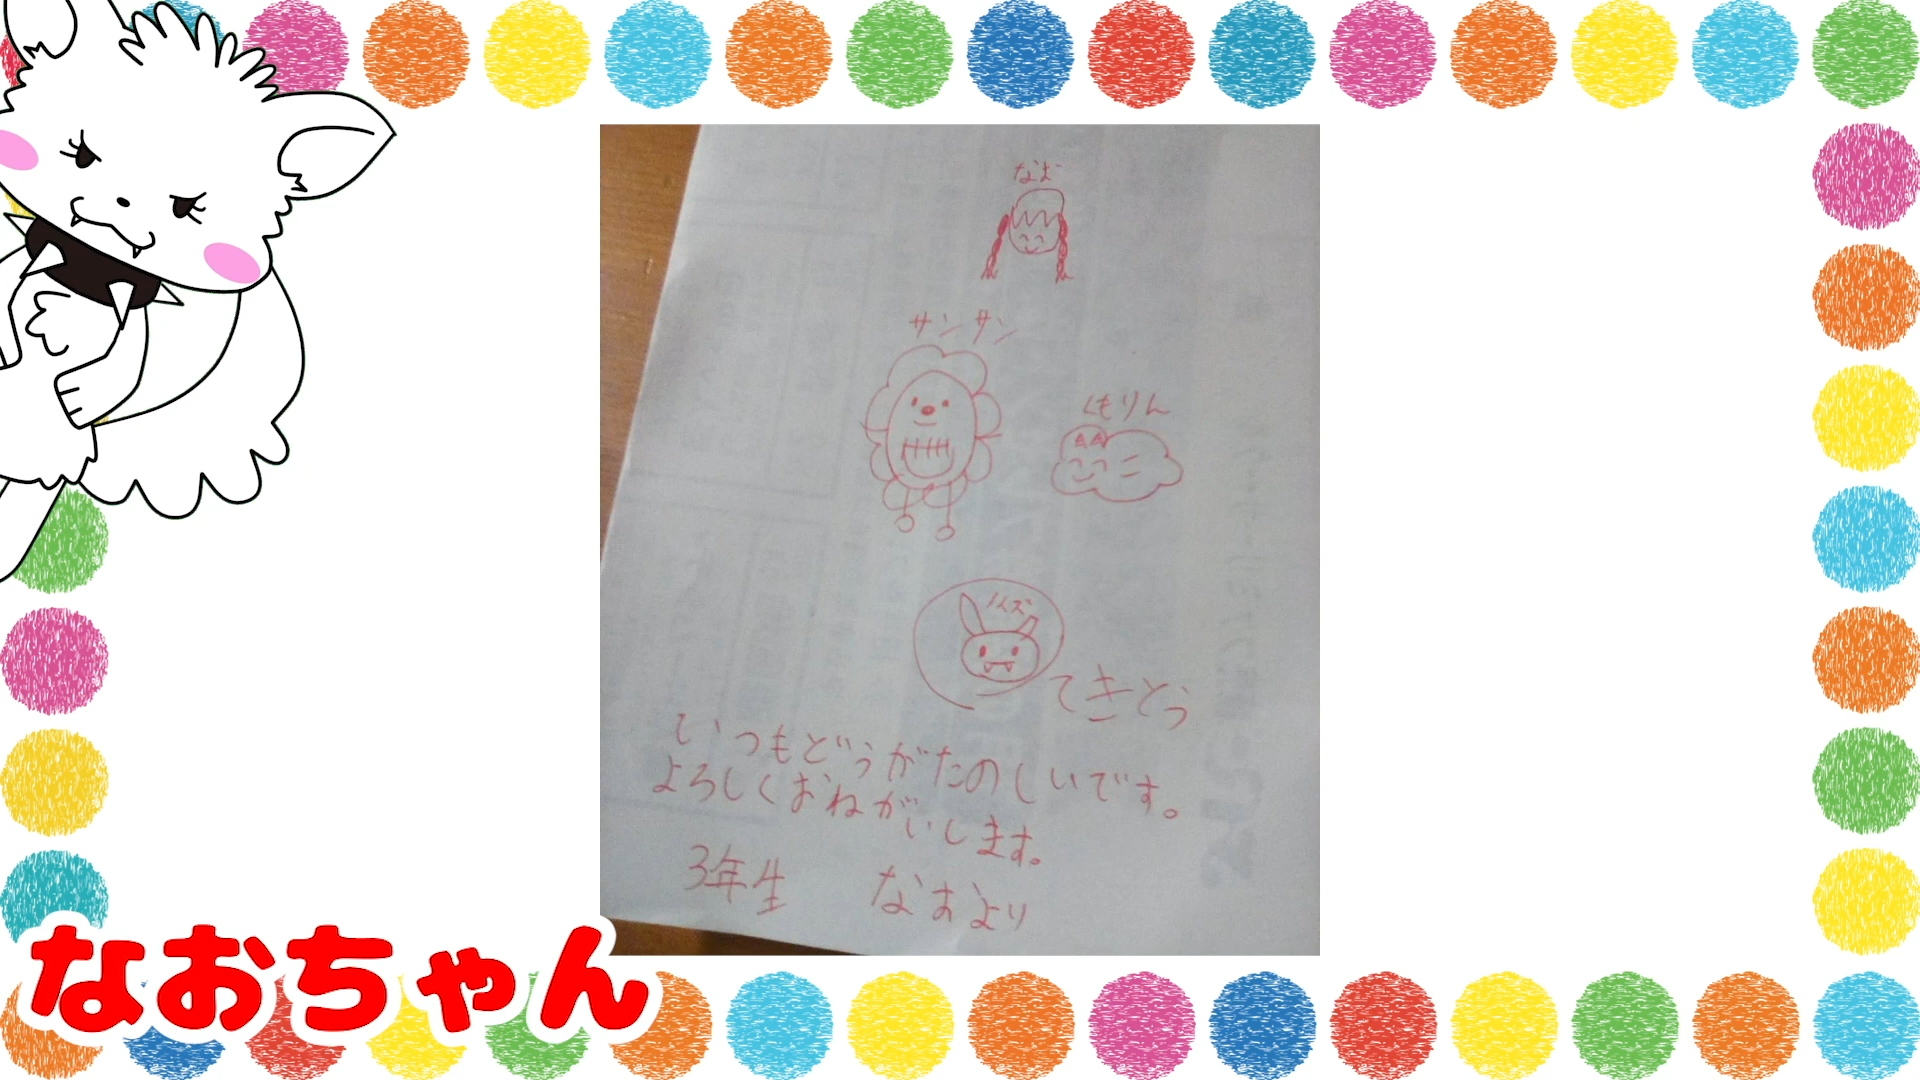 なお
サンサン
くもりん
ノイズ
てきとう
いつもどうがたのしいです。
よろしくおねがいします。
3年生 なおより
なおちゃん